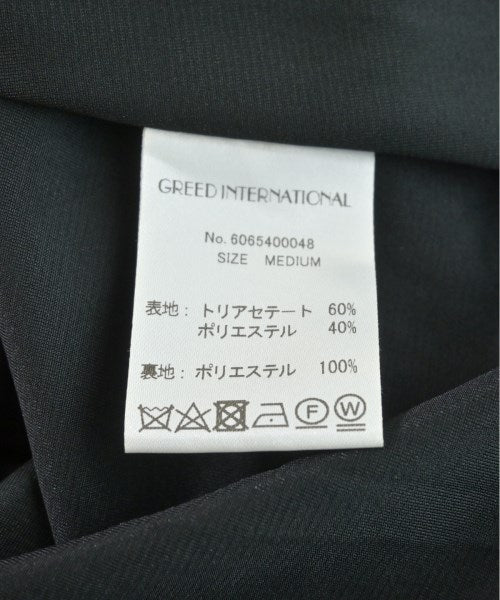 GREED INTERNATIONAL
No. 6065400048
SIZE MEDIUM
表地: トリアセテート 60%
ポリエステル 40%
裏地: ポリエステル 100%
F W